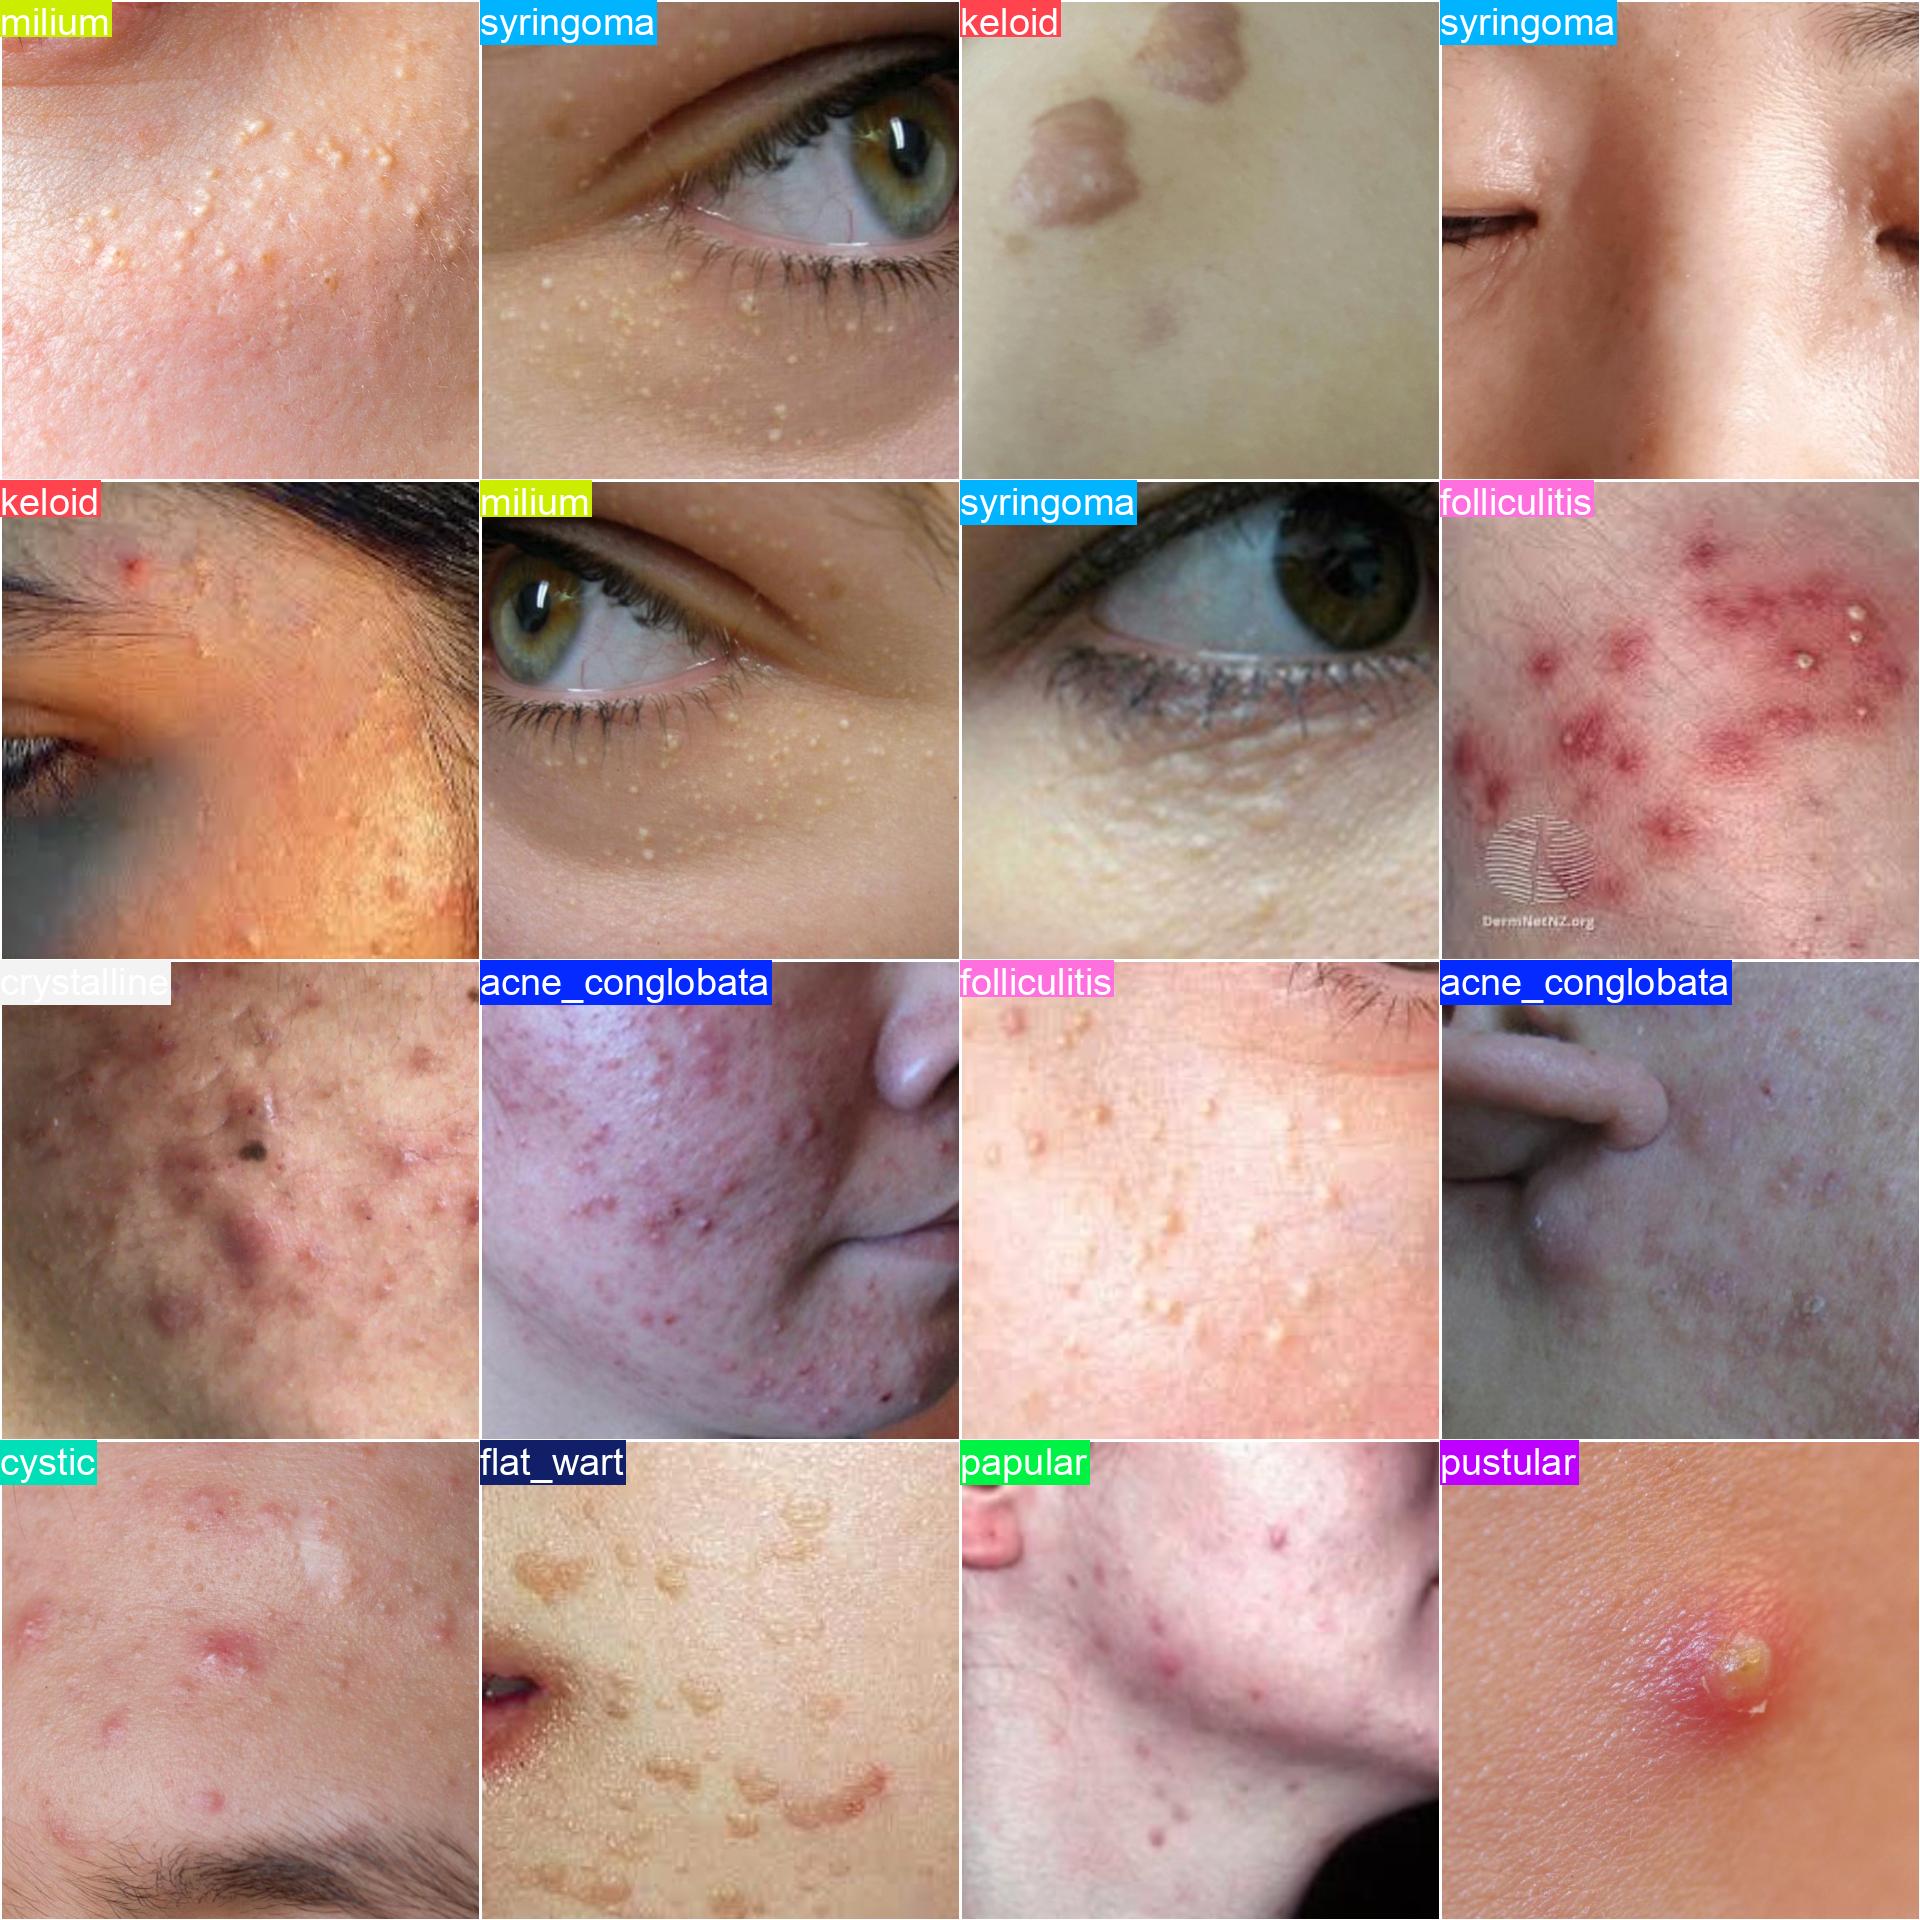 milium
syringoma
keloid
syringoma
keloid
milium
syringoma
folliculitis
DermNetNZ.org
crystalline
acne_conglobata
folliculitis
acne_conglobata
cystic
flat_wart
papular
pustular